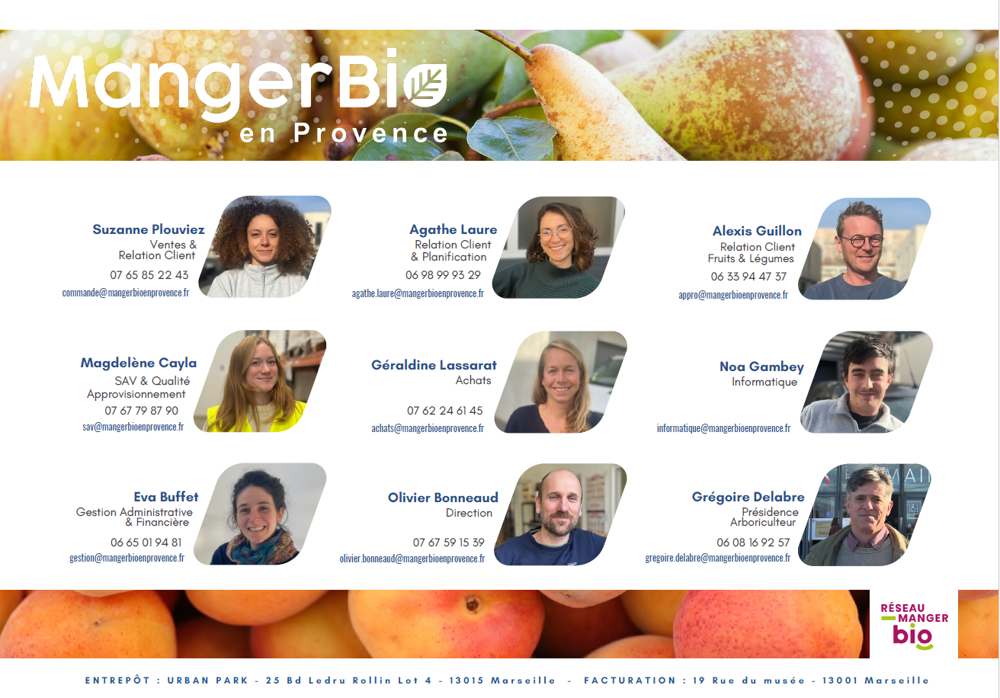 MangerBio
en Provence
Suzanne Plouviez
Ventes &
Relation Client
07 65 85 22 43
commande@mangerbioenprovence.fr
Agathe Laure
Relation Client
& Planification
06 98 99 93 29
agathe.laure@mangerbioenprovence.fr
Alexis Guillon
Relation Client
Fruits & Légumes
06 33 94 47 37
appro@mangerbioenprovence.fr
Magdelène Cayla
SAV & Qualité
Approvisionnement
07 67 79 87 90
sav@mangerbioenprovence.fr
Géraldine Lassarat
Achats
07 62 24 61 45
achats@mangerbioenprovence.fr
Noa Gambey
Informatique
informatique@mangerbioenprovence.fr
Eva Buffet
Gestion Administrative
& Financière
06 65 01 94 81
gestion@mangerbioenprovence.fr
Olivier Bonneaud
Direction
07 67 59 15 39
olivier.bonneaud@mangerbioenprovence.fr
MAI
Grégoire Delabre
Présidence
Arboriculteur
06 08 16 92 57
gregoire.delabre@mangerbioenprovence.fr
RÉSEAU
MANGER
bio
ENTREPÔT : URBAN PARK - 25 Bd Ledru Rollin Lot 4 - 13015 Marseille - FACTURATION : 19 Rue du musée - 13001 Marseille